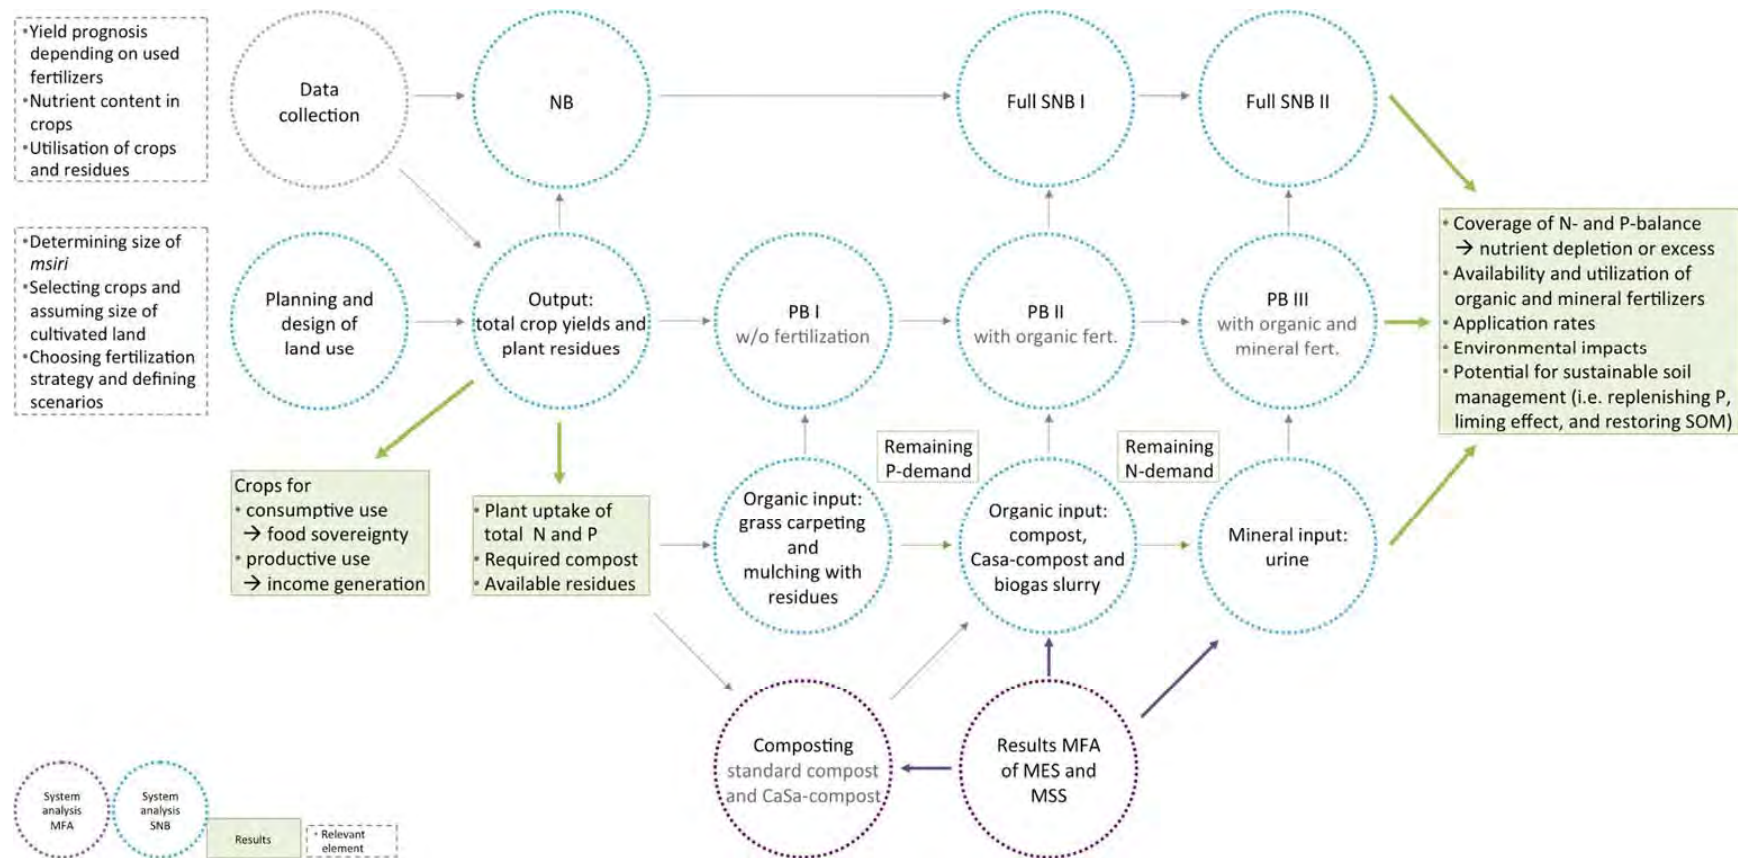 •Yield prognosis
depending on used
fertilizers
•Nutrient content in
crops
•Utilisation of crops
and residues
Data
collection
NB
Full SNB I
Full SNB II
•Determining size of
msiri
•Selecting crops and
assuming size of
cultivated land
•Choosing fertilization
strategy and defining
scenarios
Planning and
design of
land use
Output:
total crop yields and
plant residues
PB I
w/o fertilization
PB II
with organic fert.
PB III
with organic and
mineral fert.
• Coverage of N- and P-balance
→ nutrient depletion or excess
• Availability and utilization of
organic and mineral fertilizers
• Application rates
• Environmental impacts
• Potential for sustainable soil
management (i.e. replenishing P,
liming effect, and restoring SOM)
Remaining
P-demand
Remaining
N-demand
Crops for
• consumptive use
→ food sovereignty
• productive use
→ income generation
• Plant uptake of
total N and P
• Required compost
• Available residues
Organic input:
grass carpeting
and
mulching with
residues
Organic input:
compost,
Casa-compost and
biogas slurry
Mineral input:
urine
Composting
standard compost
and CaSa-compost
Results MFA
of MES and
MSS
System
analysis
MFA
System
analysis
SNB
Results
• Relevant
element